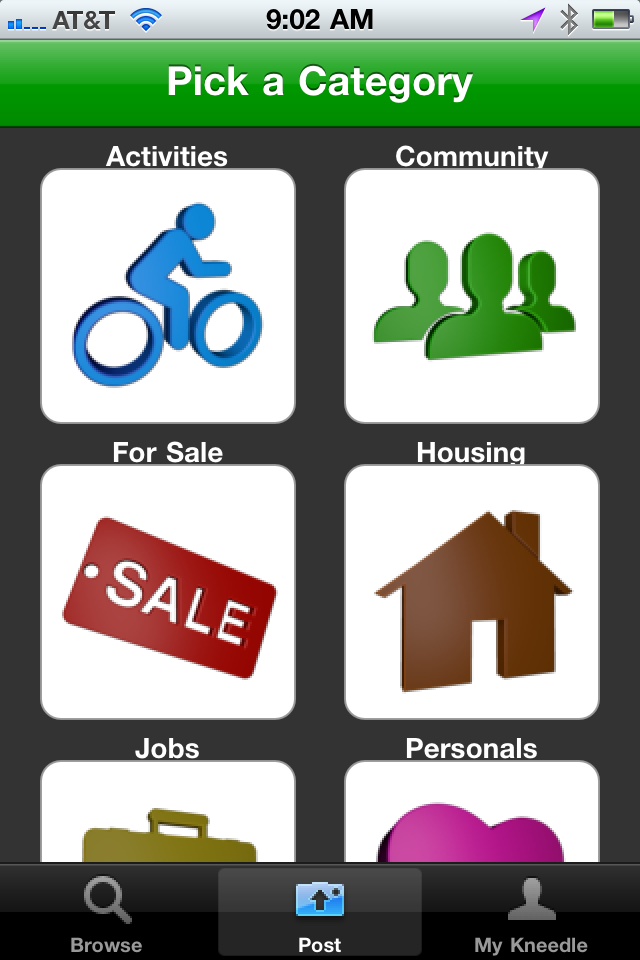 AT&T 9:02 AM
Pick a Category
Activities Community
For Sale Housing
SALE
Jobs Personals
Browse Post My Kneedle